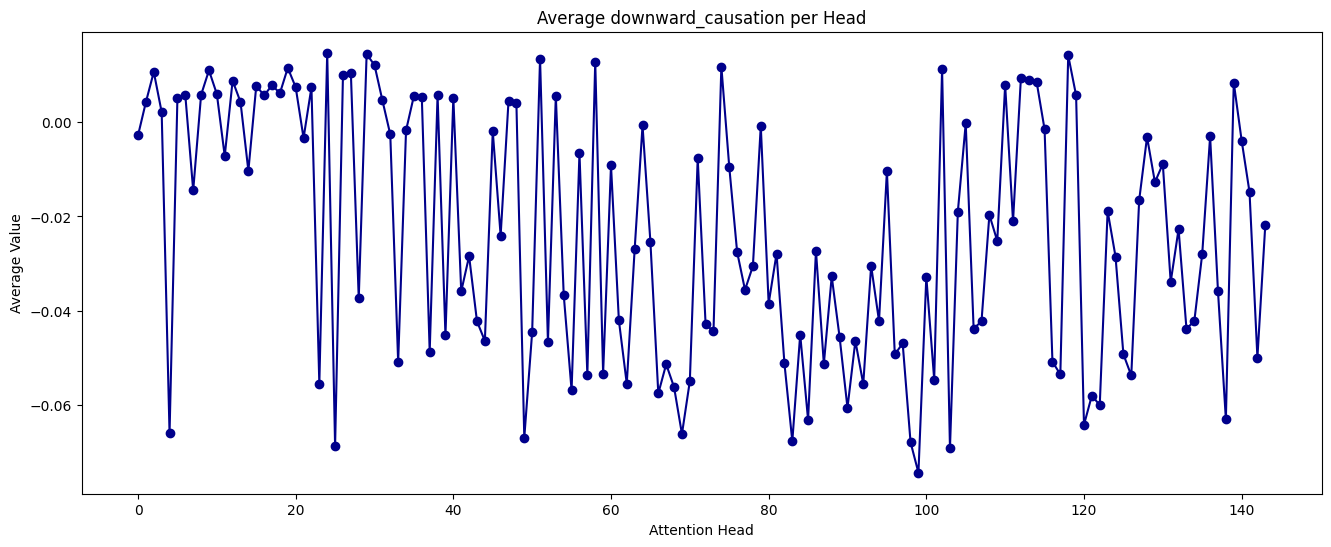 Average downward_causation per Head
Average Value
0.00
−0.02
−0.04
−0.06
0 20 40 60 80 100 120 140
Attention Head